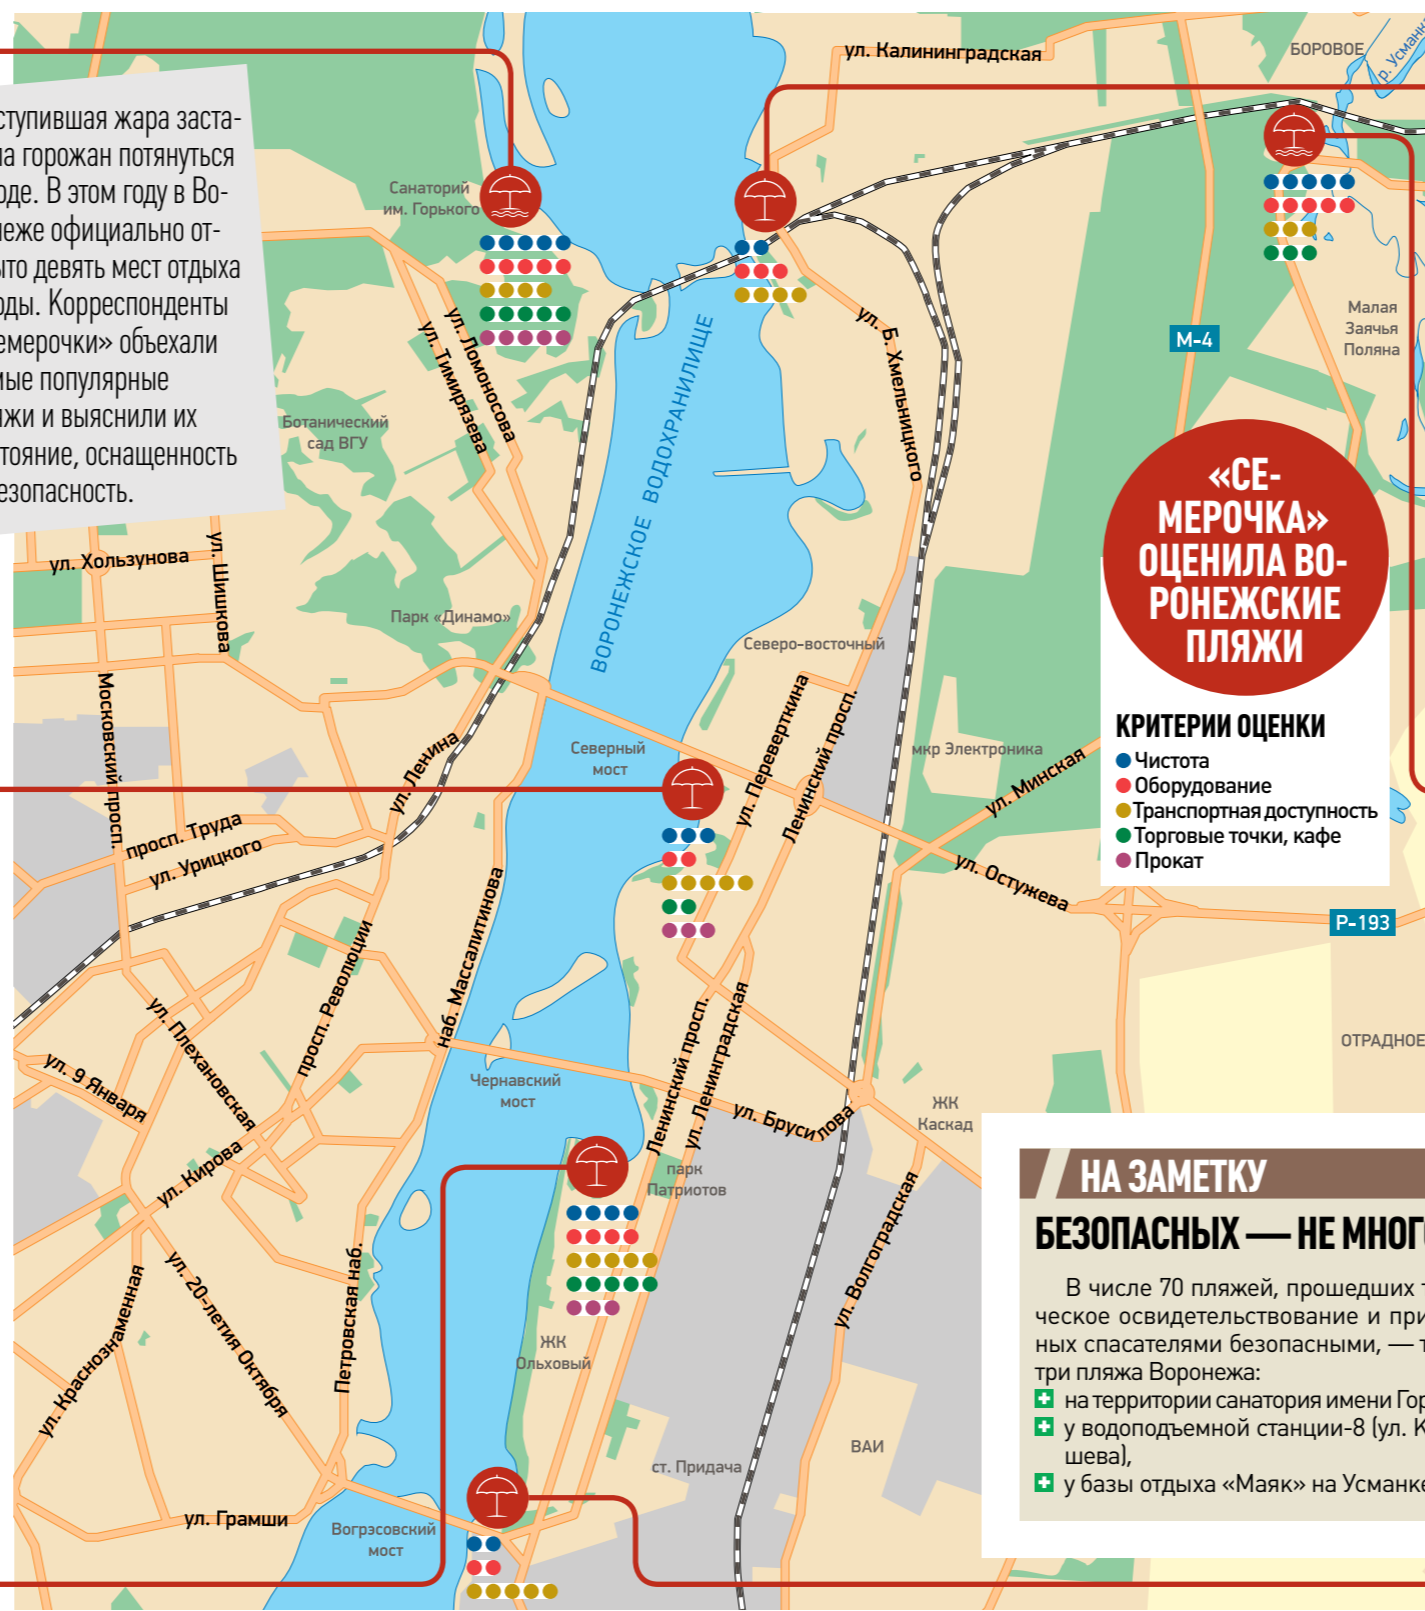 ул. Калининградская
БОРОВОЕ
р. Усманка
ступившая жара заста-
ла горожан потянуться
оде. В этом году в Во-
неже официально от-
ыто девять мест отдыха
оды. Корреспонденты
емерочки» объехали
мые популярные
яжи и выяснили их
тояние, оснащенность
езопасность.
Санаторий
им. Горького
ул. Ломоносова
ул. Тимирязева
Ботанический
сад ВГУ
ВОРОНЕЖСКОЕ ВОДОХРАНИЛИЩЕ
ул. Б. Хмельницкого
М-4
Малая
Заячья
Поляна
«СЕ-
МЕРОЧКА»
ОЦЕНИЛА ВО-
РОНЕЖСКИЕ
ПЛЯЖИ
КРИТЕРИИ ОЦЕНКИ
Чистота
Оборудование
Транспортная доступность
Торговые точки, кафе
Прокат
ул. Хользунова
ул. Шишкова
Парк «Динамо»
Северо-восточный
Московский просп.
ул. Ленина
Северный
мост
ул. Переверткина
Ленинский просп.
мкр Электроника
ул. Минская
просп. Труда
ул. Урицкого
ул. Остужева
Р-193
наб. Массалитинова
просп. Революции
ул. Плехановская
ул. 9 Января
ул. Кирова
Чернавский
мост
Ленинский просп.
ул. Ленинградская
ул. Брусилова
ОТРАДНОЕ
ЖК
Каскад
парк
Патриотов
ул. Волгоградская
ул. Краснознаменная
ул. 20-летия Октября
Петровская наб.
ЖК
Ольховый
ст. Придача
ВАИ
ул. Грамши
Вогрэсовский
мост
НА ЗАМЕТКУ
БЕЗОПАСНЫХ — НЕ МНОГО
В числе 70 пляжей, прошедших т
ческое освидетельствование и при
ных спасателями безопасными, — т
три пляжа Воронежа:
на территории санатория имени Гор
у водоподъемной станции-8 (ул. К
шева),
у базы отдыха «Маяк» на Усманке